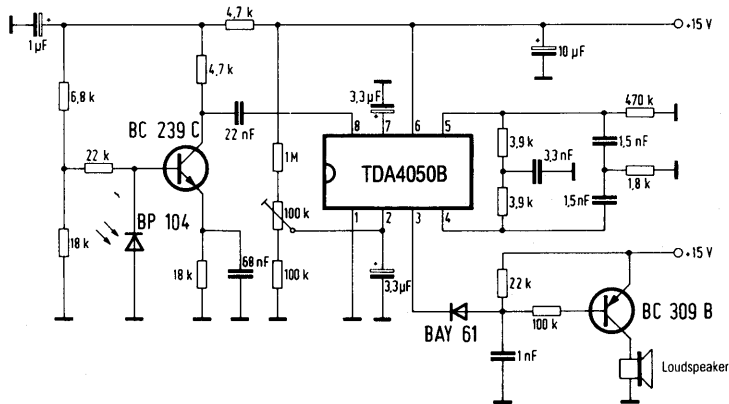 4,7 k
+15 V
1 µF
10 µF
4,7 k
6,8 k
3,3 µF
470 k
BC 239 C
22 nF
8 7 6 5
3,9 k
3,3 nF
1,5 nF
22 k
1M
TDA4050B
1,8 k
BP 104
100 k
1 2 3 4
3,9 k
1,5 nF
18 k
68 nF
+15 V
18 k
100 k
3,3 µF
22 k
BAY 61
100 k
BC 309 B
1 nF
Loudspeaker